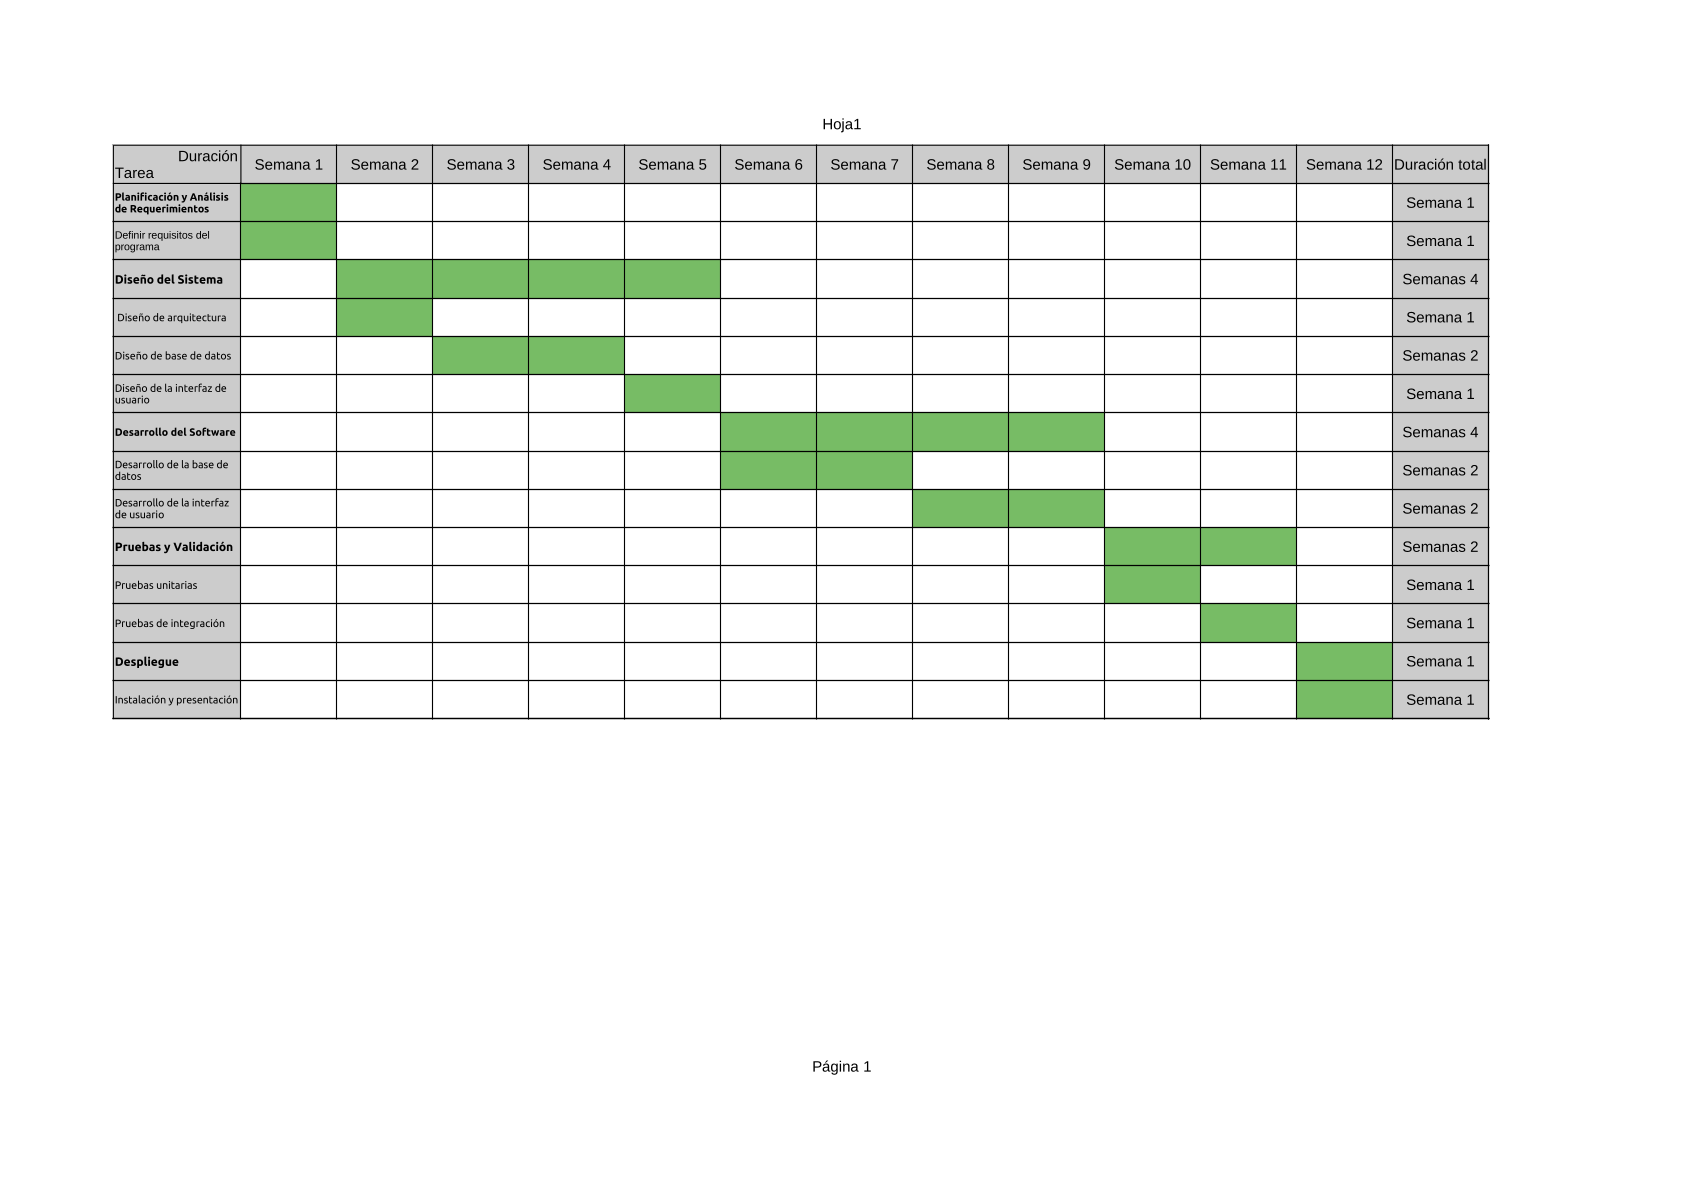 Hoja1
Duración
Tarea
Semana 1 Semana 2 Semana 3 Semana 4 Semana 5 Semana 6 Semana 7 Semana 8 Semana 9 Semana 10 Semana 11 Semana 12 Duración total
Planificación y Análisis
de Requerimientos
Semana 1
Definir requisitos del
programa
Semana 1
Diseño del Sistema Semanas 4
Diseño de arquitectura Semana 1
Diseño de base de datos Semanas 2
Diseño de la interfaz de
usuario
Semana 1
Desarrollo del Software Semanas 4
Desarrollo de la base de
datos
Semanas 2
Desarrollo de la interfaz
de usuario
Semanas 2
Pruebas y Validación Semanas 2
Pruebas unitarias Semana 1
Pruebas de integración Semana 1
Despliegue Semana 1
Instalación y presentación Semana 1
Página 1